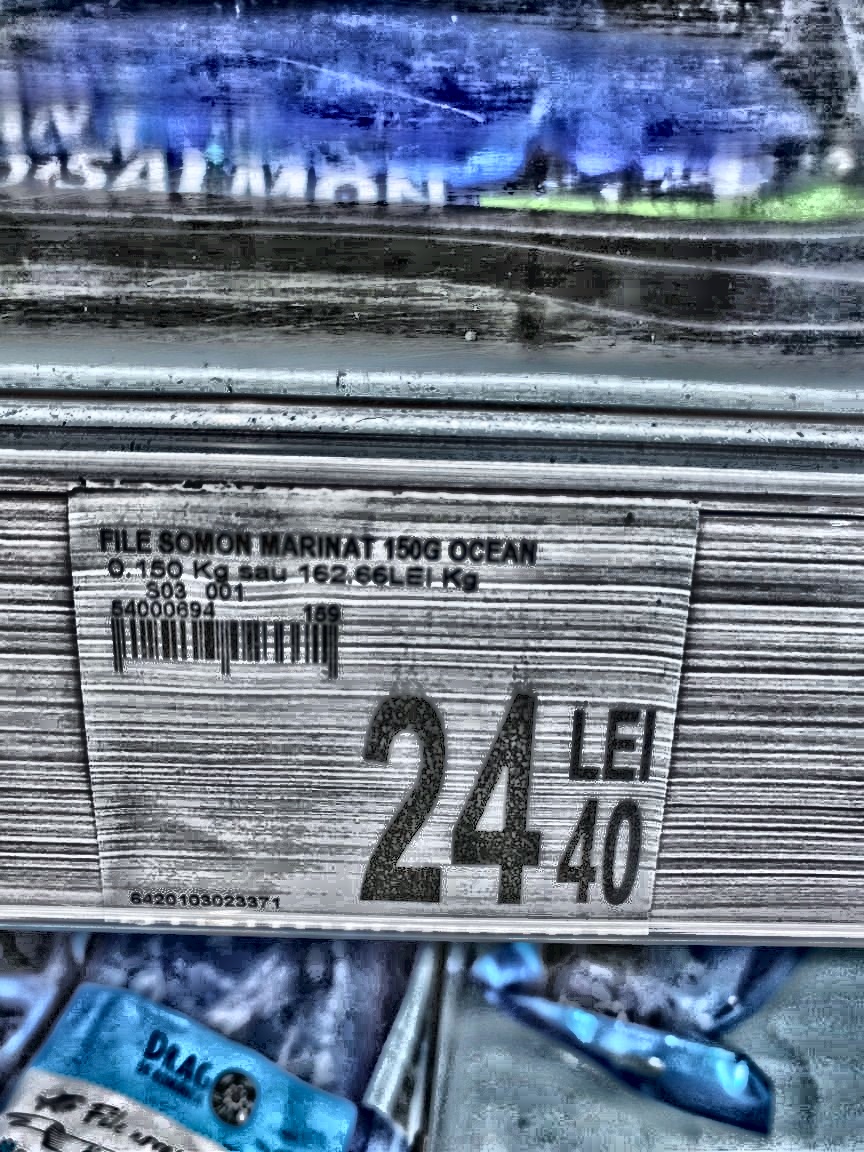 SALMON
FILE SOMON MARINAT 150G OCEAN
0.150 Kg sau 162.66LEI Kg
S03 001
54000694 159
24 LEI 40
6420103023371
DRAG